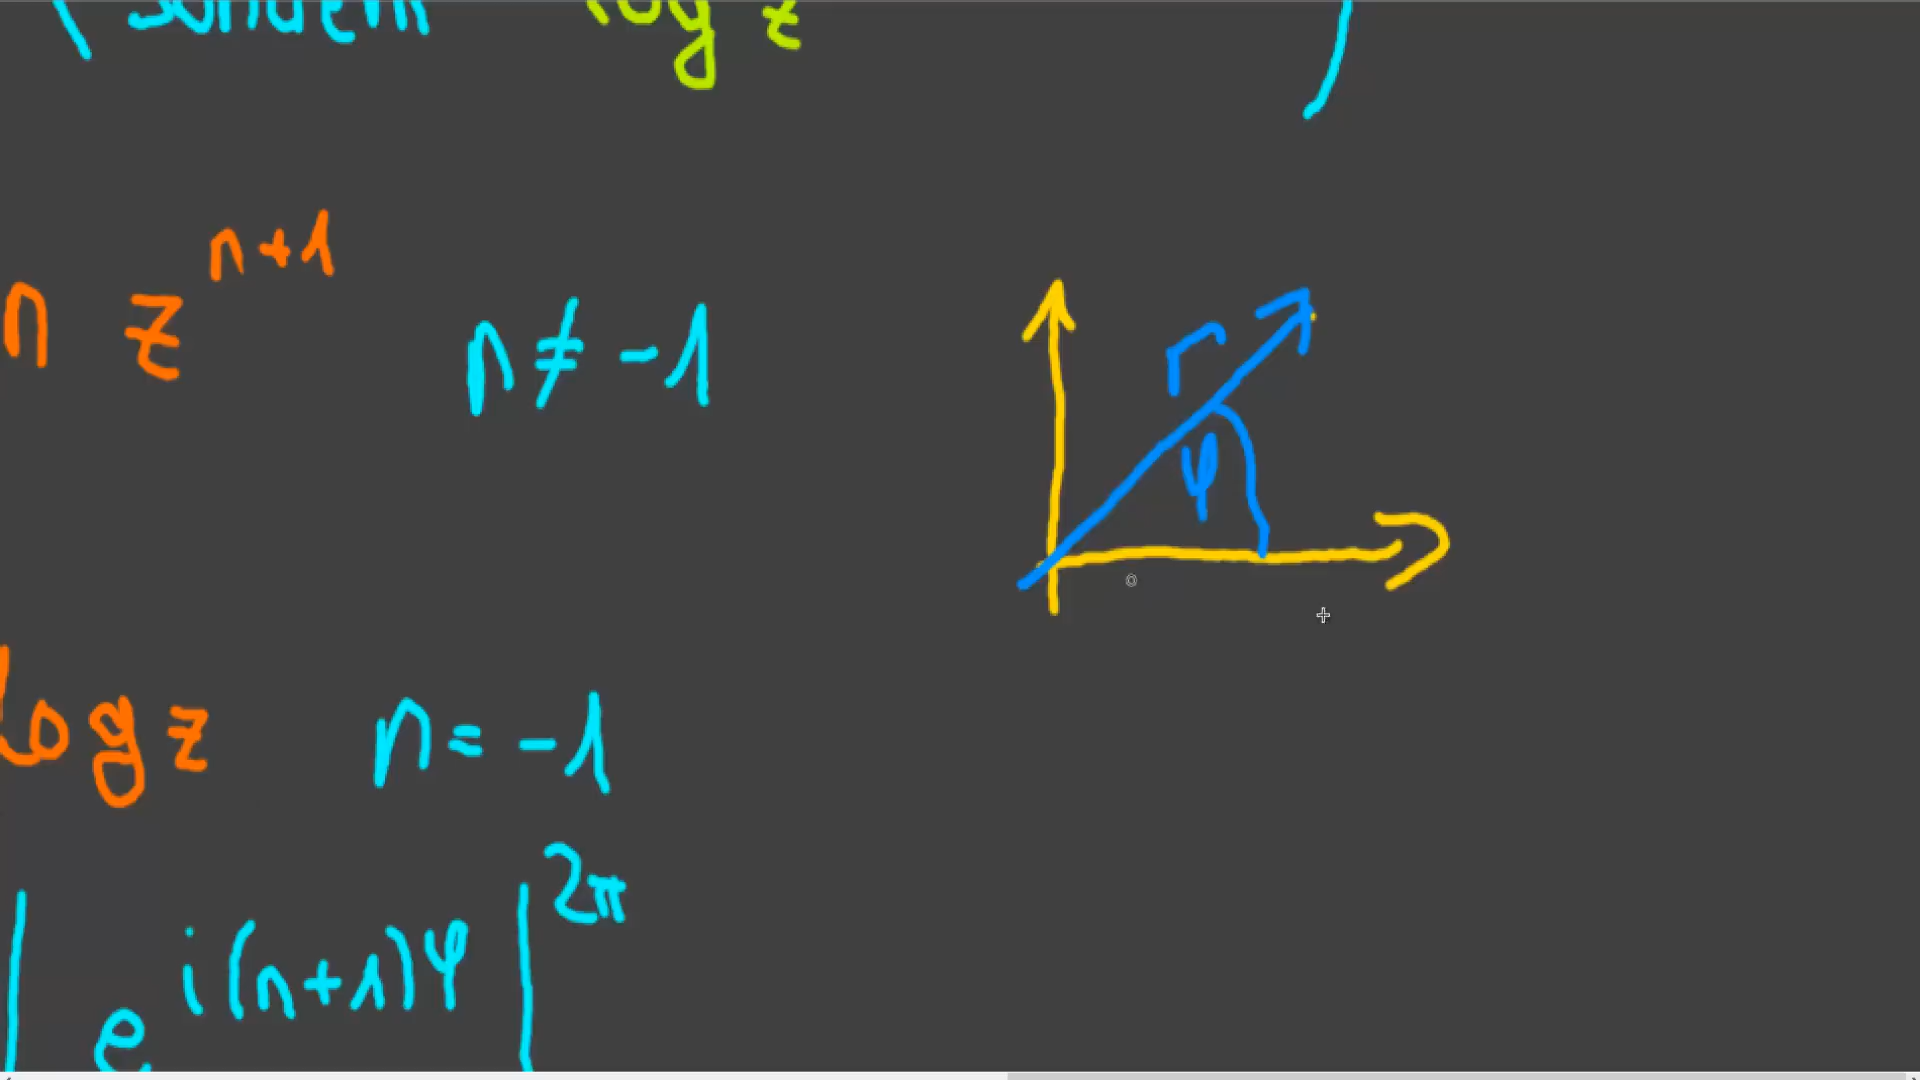 sondern log z )
n z^{n+1} n ≠ -1
r
φ
log z n = -1
| e^{i(n+1)φ} |^{2π}